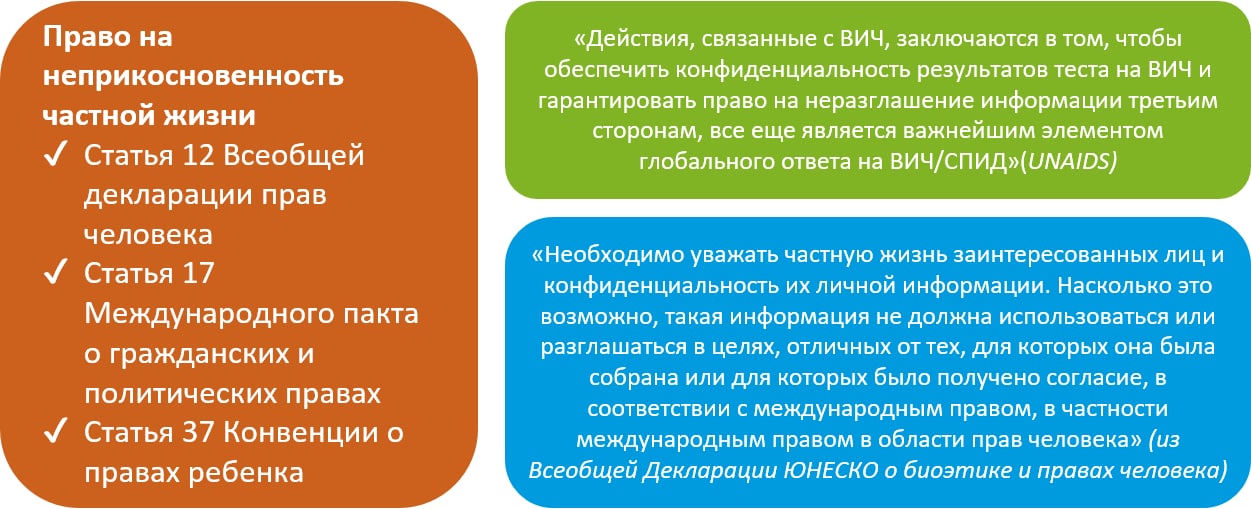 Право на
неприкосновенность
частной жизни
✓ Статья 12 Всеобщей
декларации прав
человека
✓ Статья 17
Международного пакта
о гражданских и
политических правах
✓ Статья 37 Конвенции о
правах ребенка
«Действия, связанные с ВИЧ, заключаются в том, чтобы
обеспечить конфиденциальность результатов теста на ВИЧ и
гарантировать право на неразглашение информации третьим
сторонам, все еще является важнейшим элементом
глобального ответа на ВИЧ/СПИД»(UNAIDS)
«Необходимо уважать частную жизнь заинтересованных лиц и
конфиденциальность их личной информации. Насколько это
возможно, такая информация не должна использоваться или
разглашаться в целях, отличных от тех, для которых она была
собрана или для которых было получено согласие, в
соответствии с международным правом, в частности
международным правом в области прав человека» (из
Всеобщей Декларации ЮНЕСКО о биоэтике и правах человека)